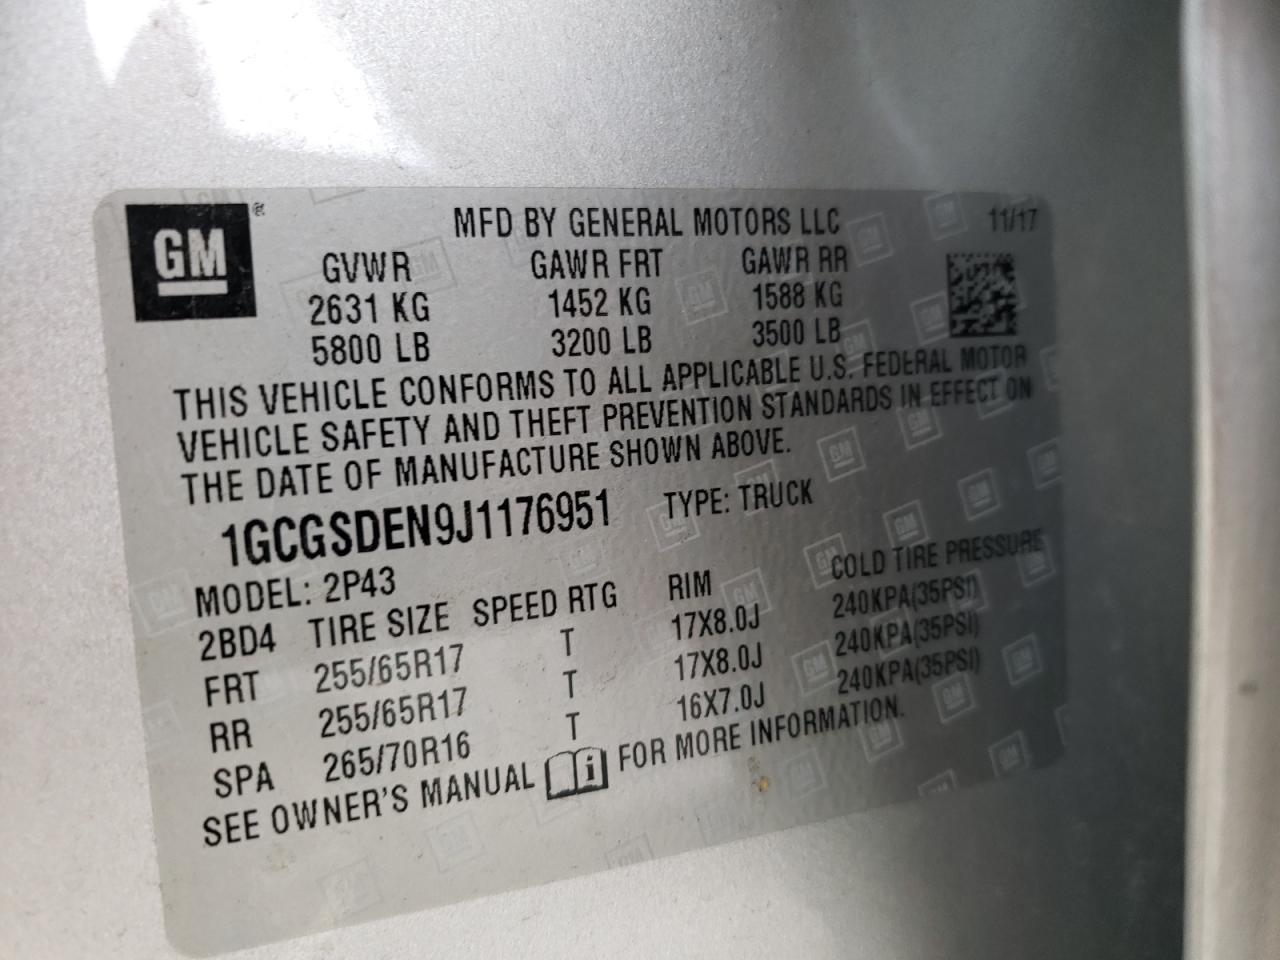 GM ®
MFD BY GENERAL MOTORS LLC 11/17
GVWR GAWR FRT GAWR RR
2631 KG 1452 KG 1588 KG
5800 LB 3200 LB 3500 LB
THIS VEHICLE CONFORMS TO ALL APPLICABLE U.S. FEDERAL MOTOR
VEHICLE SAFETY AND THEFT PREVENTION STANDARDS IN EFFECT ON
THE DATE OF MANUFACTURE SHOWN ABOVE.
1GCGSDEN9J1176951 TYPE: TRUCK
MODEL: 2P43
2BD4 TIRE SIZE SPEED RTG RIM COLD TIRE PRESSURE
FRT 255/65R17 T 17X8.0J 240KPA(35PSI)
RR 255/65R17 T 17X8.0J 240KPA(35PSI)
SPA 265/70R16 T 16X7.0J 240KPA(35PSI)
SEE OWNER'S MANUAL i FOR MORE INFORMATION.